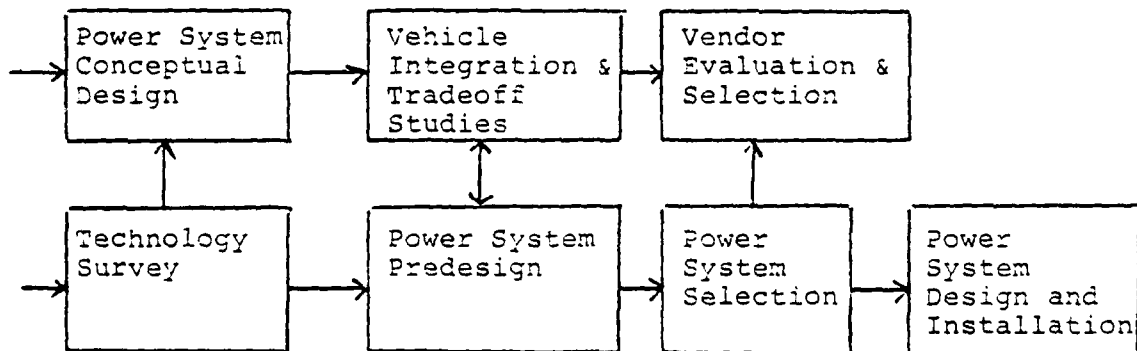 Power System
Conceptual
Design
Vehicle
Integration &
Tradeoff
Studies
Vendor
Evaluation &
Selection
Technology
Survey
Power System
Predesign
Power
System
Selection
Power
System
Design and
Installation